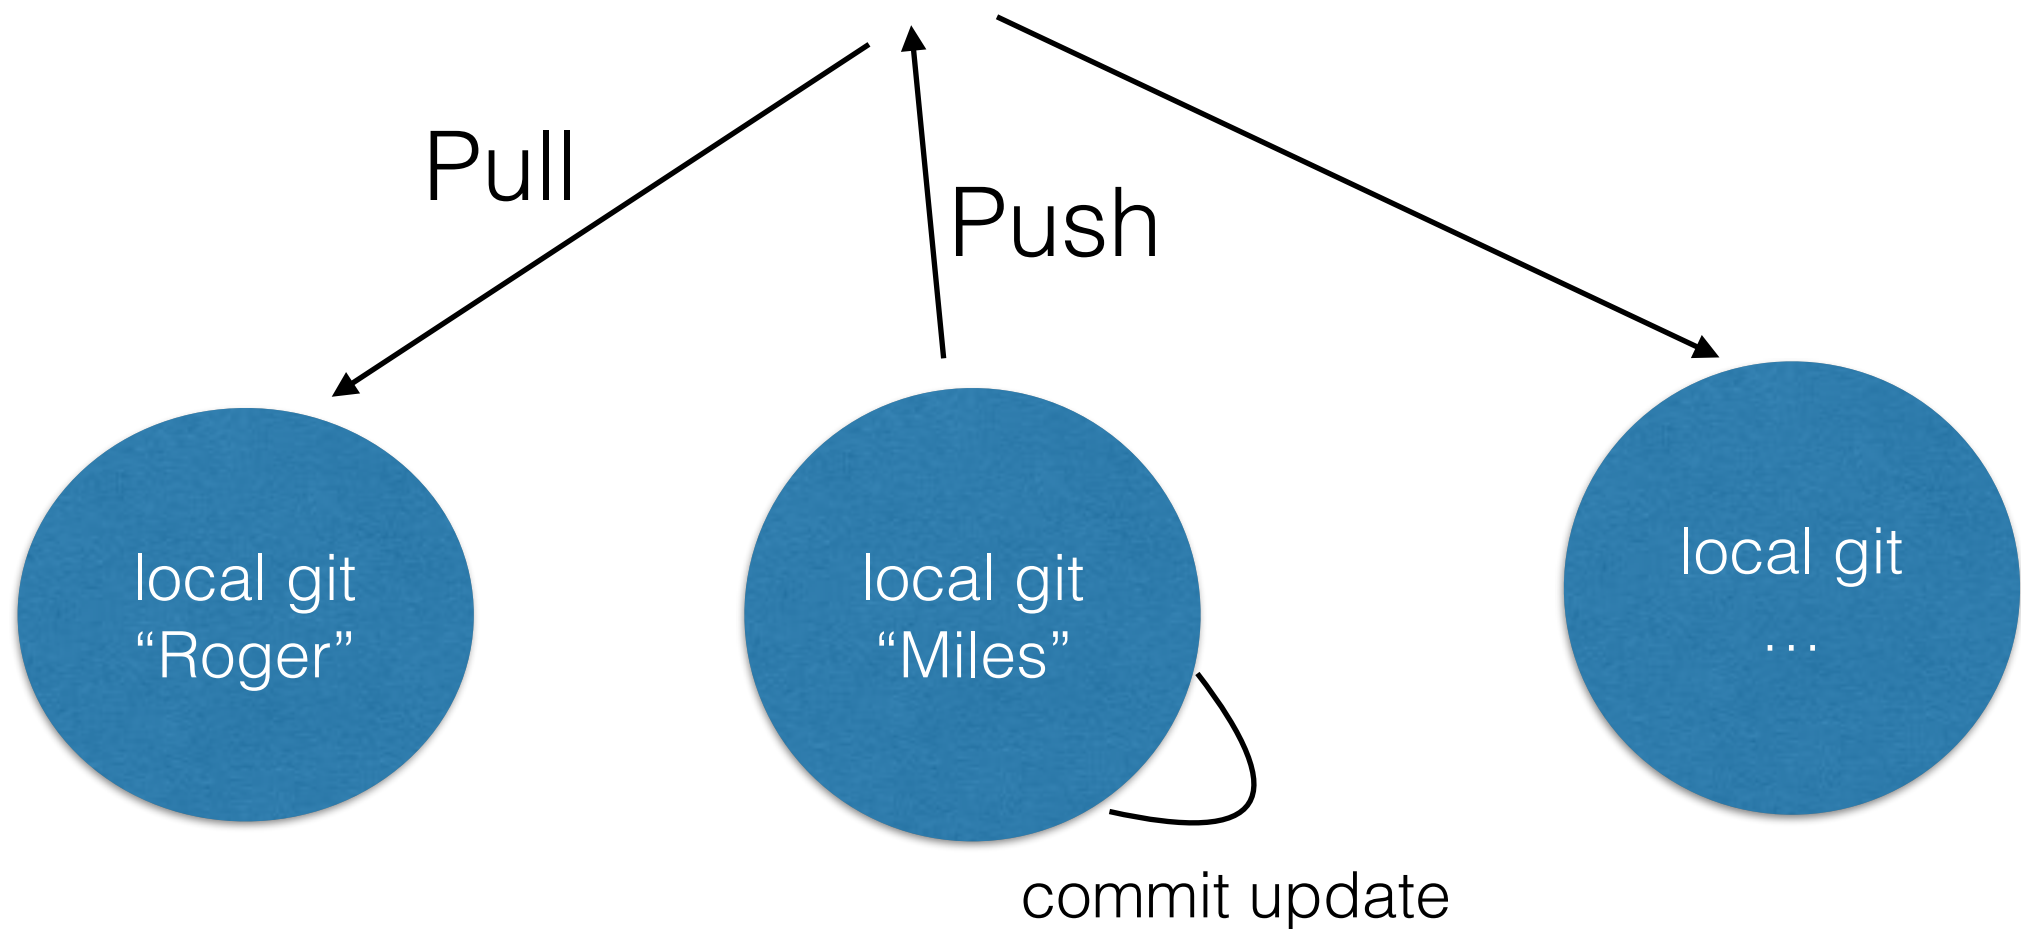 Pull
Push
local git
“Roger”
local git
“Miles”
local git
…
commit update